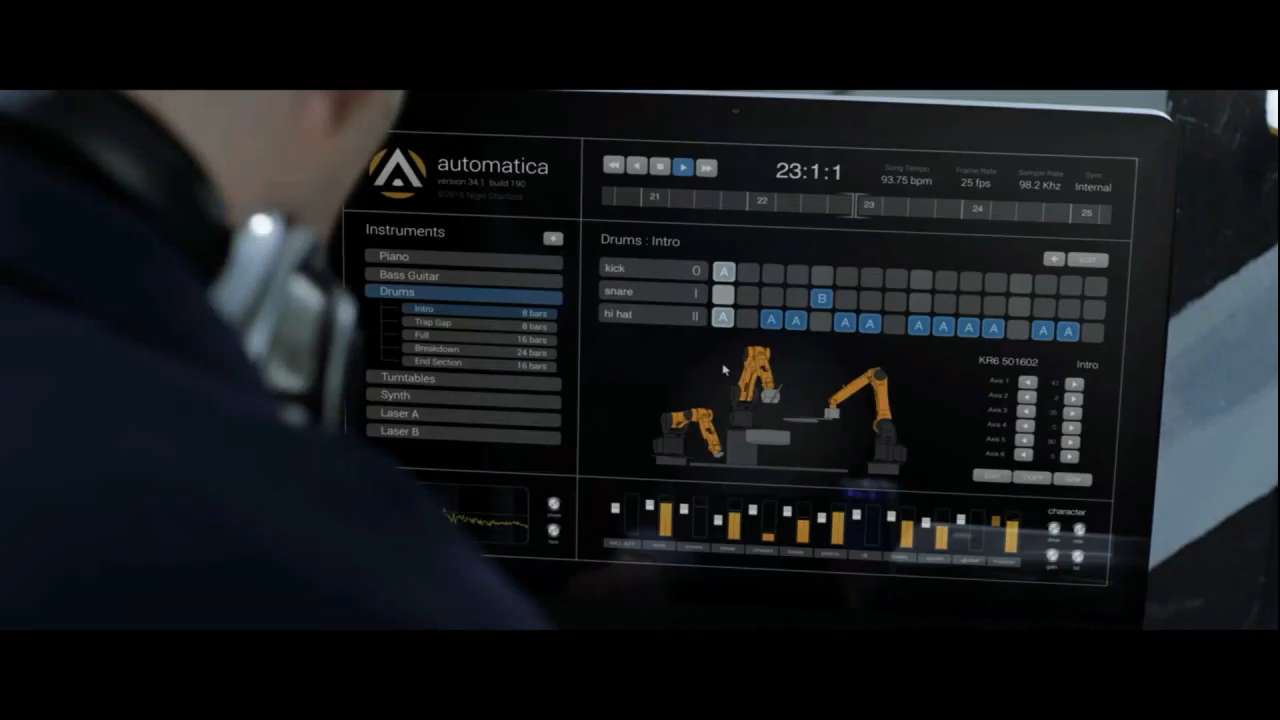 automatica
version 34.1 build 190
©2016 Nigel Stanford
23:1:1
Song Tempo
93.75 bpm
Frame Rate
25 fps
Sample Rate
98.2 Khz
Sync
Internal
21 22 23 24 25
Instruments
+
Piano
Bass Guitar
Drums
Intro 8 bars
Trap Gap 8 bars
Full 16 bars
Breakdown 24 bars
End Section 16 bars
Turntables
Synth
Laser A
Laser B
Drums : Intro
+ EDIT
kick 0 A
snare I B
hi hat II A A A A A A A A A A A
KR6 501602 Intro
Axis 1
Axis 2
Axis 3
Axis 4
Axis 5
Axis 6
character